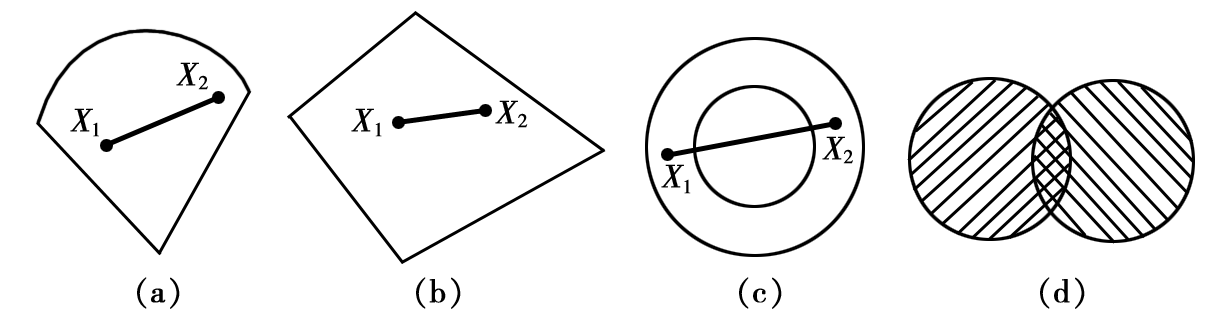 X₂
X₁
X₁ X₂
X₂
X₁
(a) (b) (c) (d)